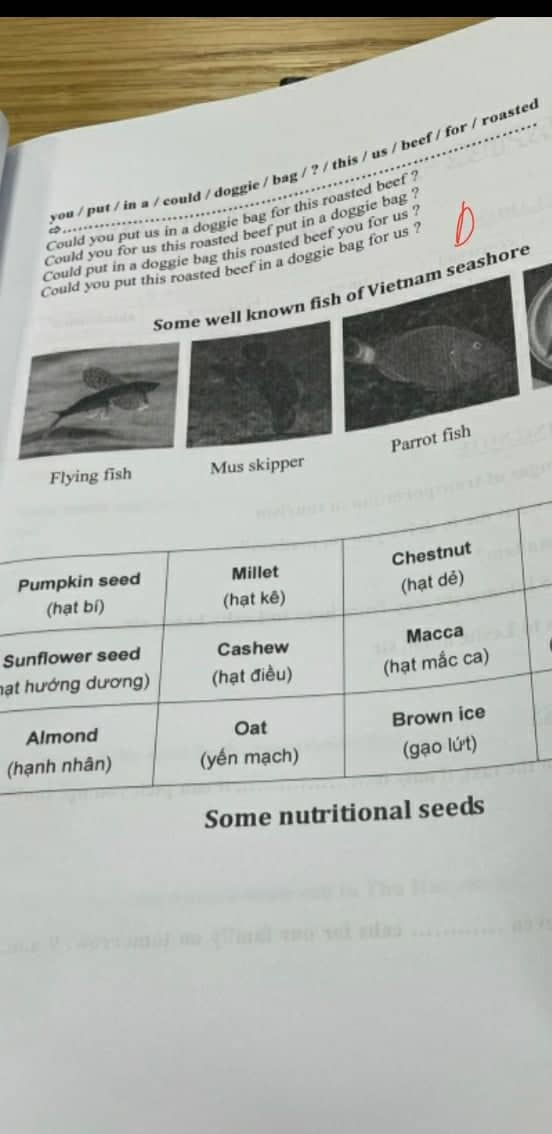 you / put / in a / could / doggie / bag / ? / this / us / beef / for / roasted
⇨..............................................................
Could you put us in a doggie bag for this roasted beef ?
Could you for us this roasted beef put in a doggie bag ?
Could put in a doggie bag this roasted beef you for us ?
Could you put this roasted beef in a doggie bag for us ?
D
Some well known fish of Vietnam seashore
Flying fish
Mus skipper
Parrot fish
Pumpkin seed
(hạt bí)
Millet
(hạt kê)
Chestnut
(hạt dẻ)
Sunflower seed
hạt hướng dương)
Cashew
(hạt điều)
Macca
(hạt mắc ca)
Almond
(hạnh nhân)
Oat
(yến mạch)
Brown ice
(gạo lứt)
Some nutritional seeds